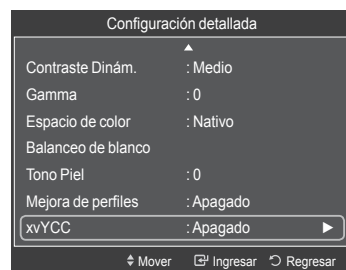 Configuración detallada
Contraste Dinám. : Medio
Gamma : 0
Espacio de color : Nativo
Balanceo de blanco
Tono Piel : 0
Mejora de perfiles : Apagado
xvYCC : Apagado
Mover Ingresar Regresar